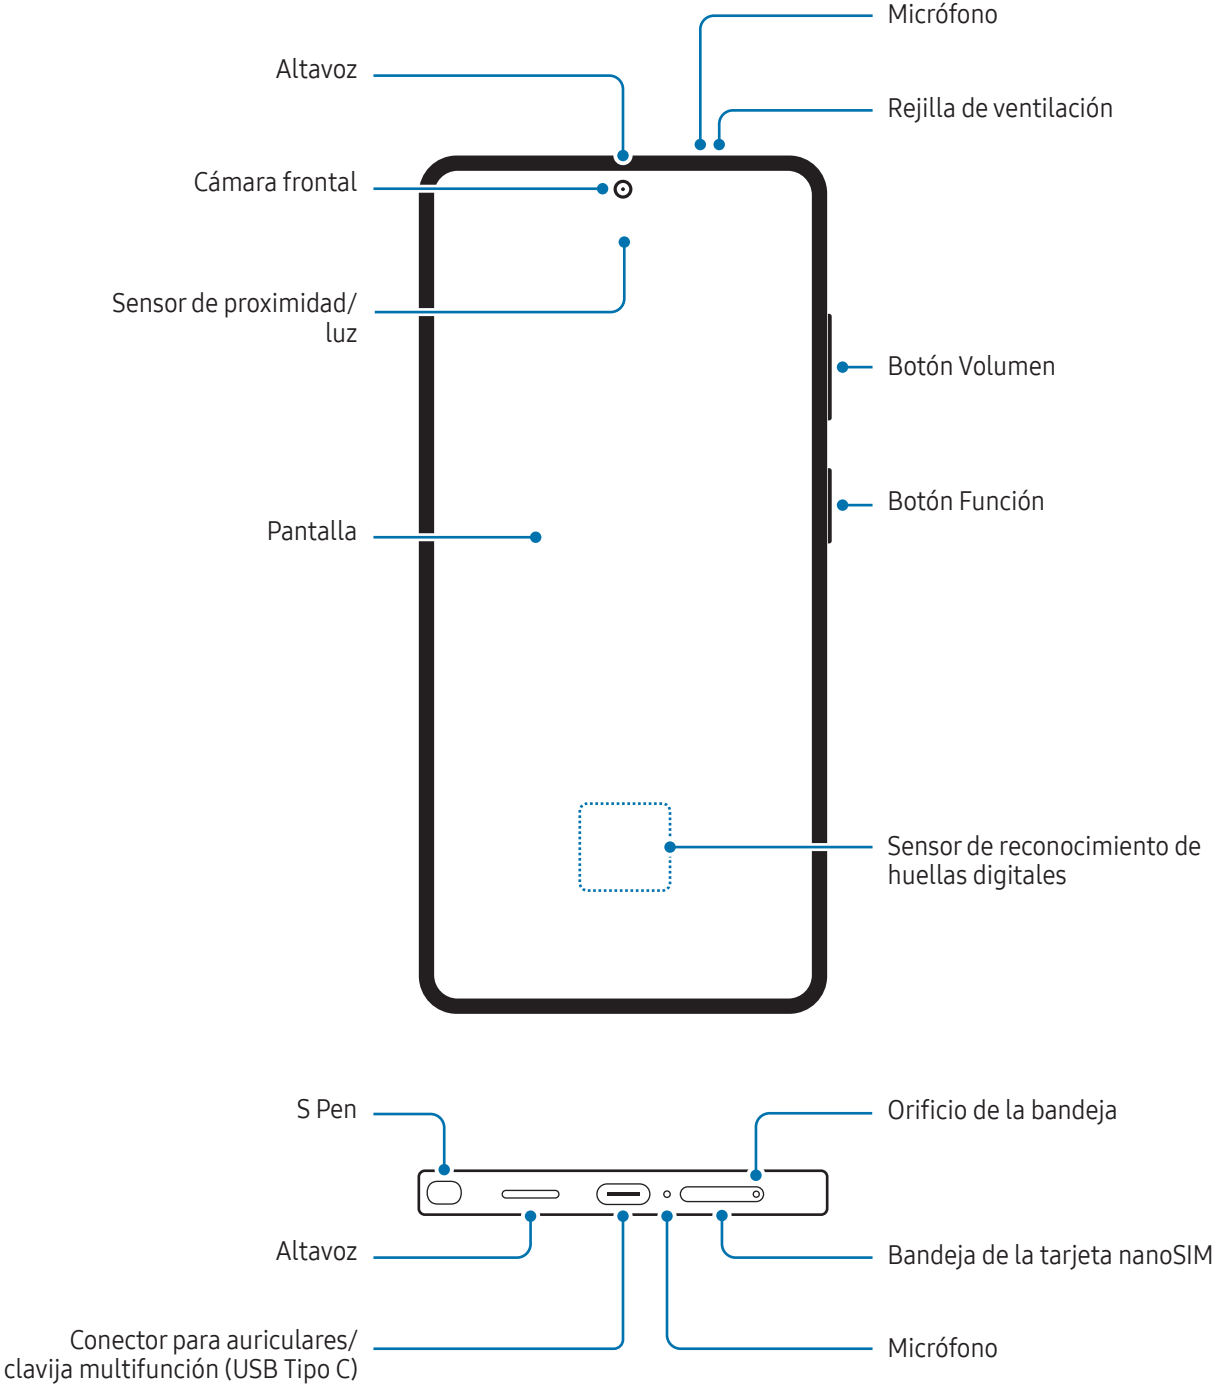 Micrófono
Altavoz
Rejilla de ventilación
Cámara frontal
Sensor de proximidad/
luz
Botón Volumen
Botón Función
Pantalla
Sensor de reconocimiento de
huellas digitales
S Pen
Orificio de la bandeja
Altavoz
Bandeja de la tarjeta nanoSIM
Conector para auriculares/
clavija multifunción (USB Tipo C)
Micrófono